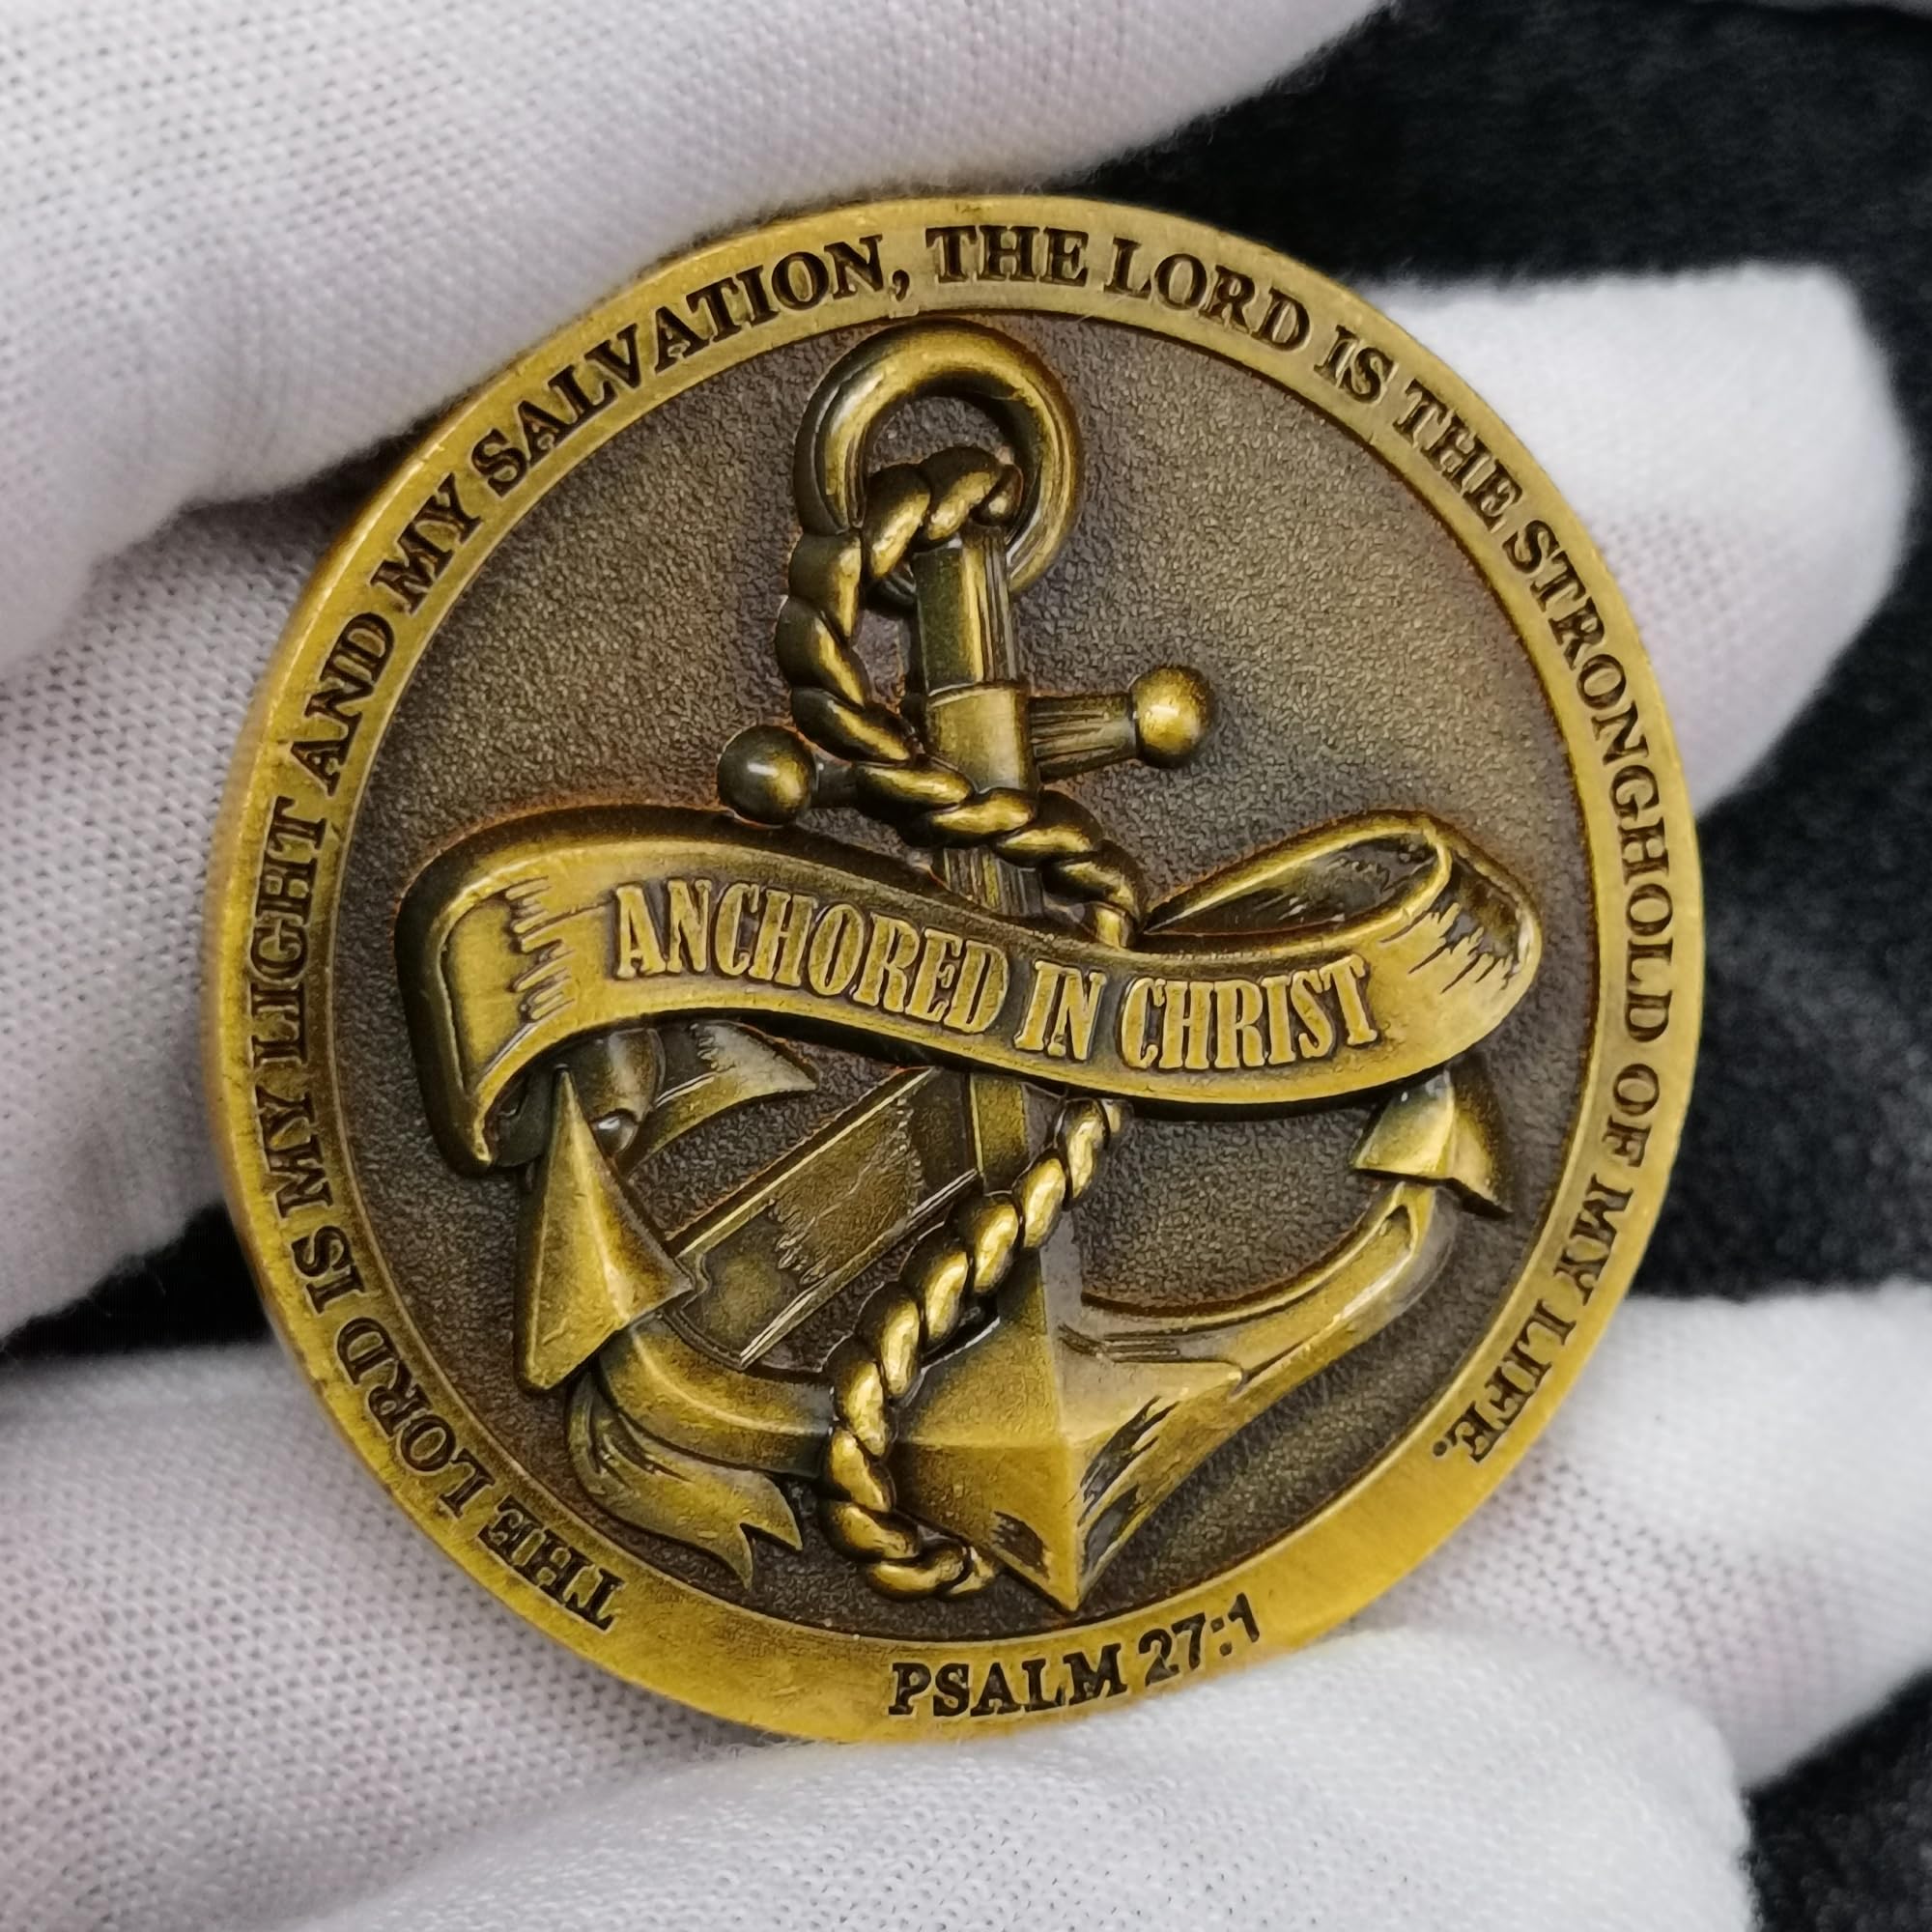 THE LORD IS MY LIGHT AND MY SALVATION, THE LORD IS THE STRONGHOLD OF MY LIFE.
ANCHORED IN CHRIST
PSALM 27:1